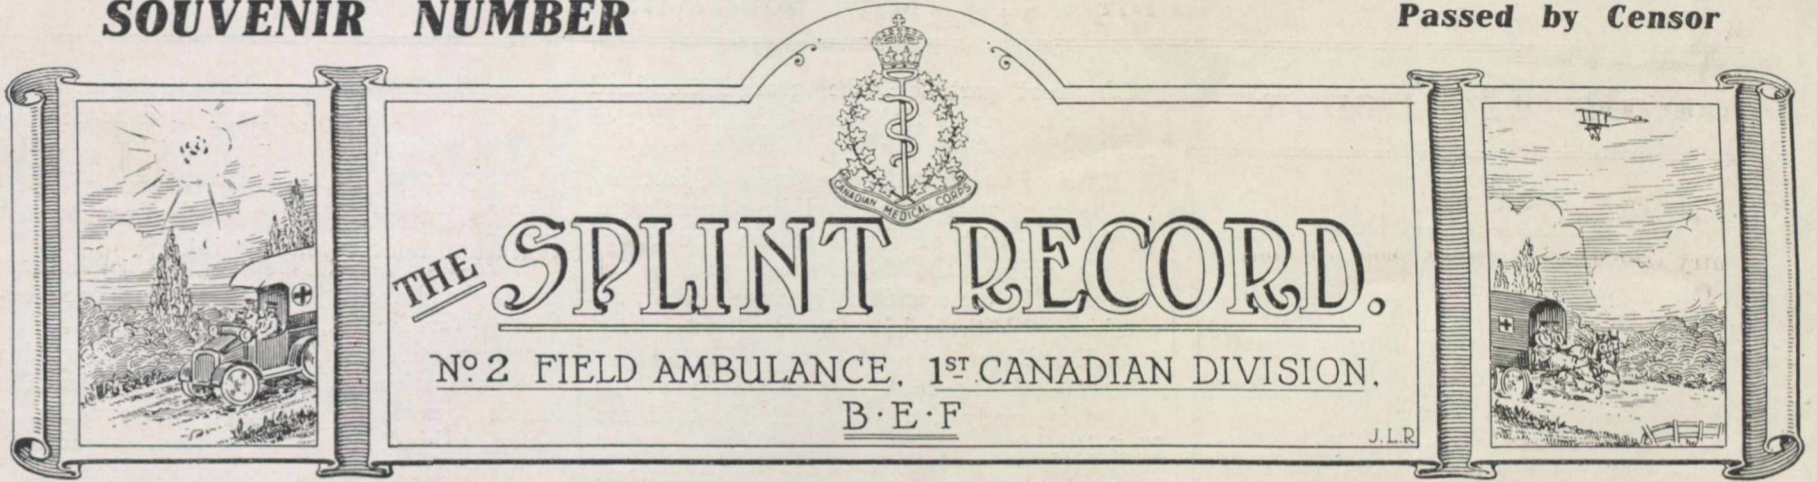 SOUVENIR NUMBER
Passed by Censor
CANADIAN MEDICAL CORPS
THE SPLINT RECORD.
Nº 2 FIELD AMBULANCE, 1ST CANADIAN DIVISION.
B·E·F
J.L.R